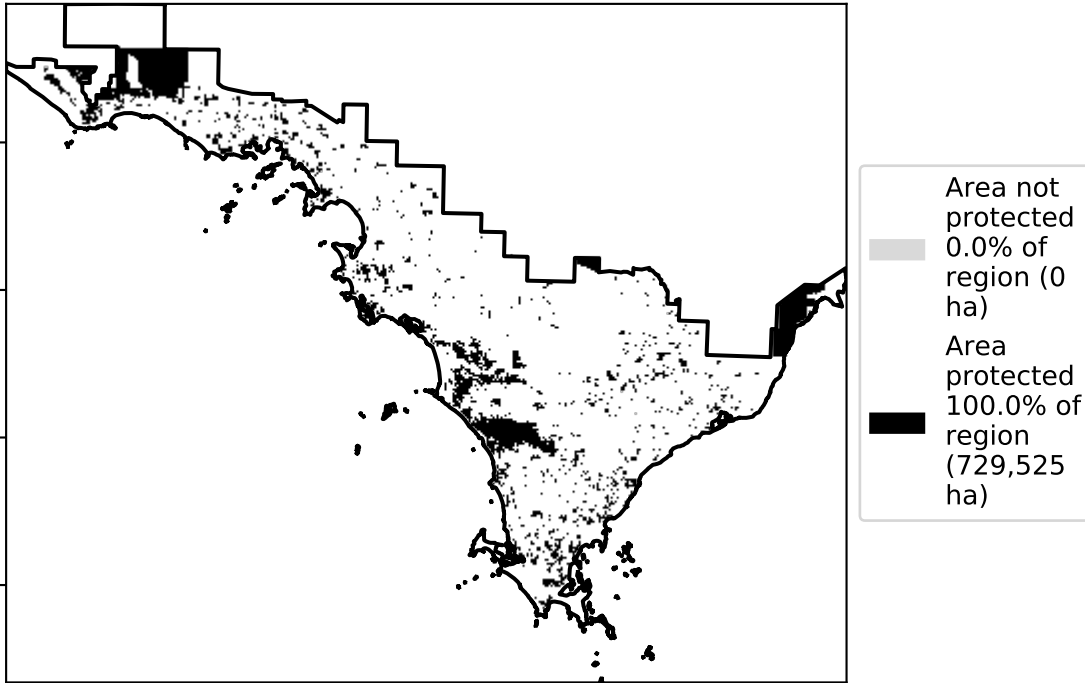 Area not
protected
0.0% of
region (0
ha)
Area
protected
100.0% of
region
(729,525
ha)